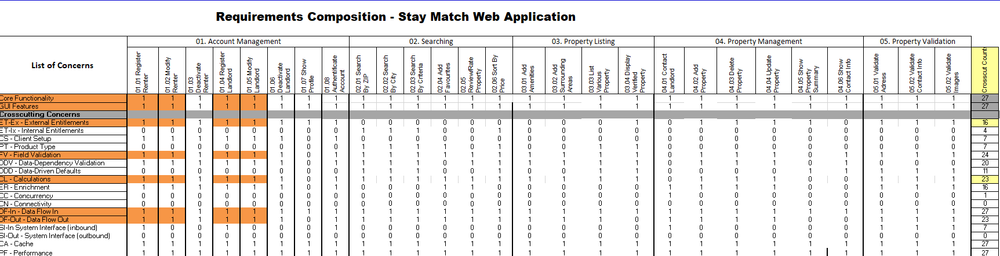 Requirements Composition - Stay Match Web Application
List of Concerns
01. Account Management 02. Searching 03. Property Listing 04. Property Management 05. Property Validation
01.01 Register Renter
01.02 Modify Renter
01.03 Deactivate Renter
01.04 Register Landlord
01.05 Modify Landlord
01.06 Deactivate Landlord
01.07 Show Profile
01.08 Authentificate Account
02.01 Search By ZIP
02.02 Search By City
02.03 Search By Criteria
02.04 Add Favourites
02.05 Review/Rate Property
02.06 Sort By Price
03.01 Add Amenities
03.02 Add Surrounding Areas
03.03 List Various Property
03.04 Display Verified Property
04.01 Contact Landlord
04.02 Add Property
04.03 Delete Property
04.04 Update Property
04.05 Show Property Summary
04.06 Show Contact Info
05.01 Validate Adress
05.02 Validate Contact Info
05.02 Validate Images
Crosscut Count
Core Functionality 1 1 1 1 1 1 1 1 1 1 1 1 1 1 1 1 1 1 1 1 1 1 1 1 1 1 1 27
GUI Features 1 1 1 1 1 1 1 1 1 1 1 1 1 1 1 1 1 1 1 1 1 1 1 1 1 1 1 27
Crosscutting Concerns
ET-Ex - External Entitlements 1 1 1 1 1 1 1 1 0 0 0 0 0 0 0 0 0 1 0 1 1 1 1 0 1 1 1 16
ET-Ix - Internal Entitlements 0 0 0 0 0 0 0 0 1 1 1 0 0 1 0 0 0 0 0 0 0 0 0 0 0 0 0 4
CS - Client Setup 1 1 1 1 1 1 0 1 0 0 0 0 0 0 0 0 0 0 0 0 0 0 0 0 0 0 0 7
PT - Product Type 0 0 0 0 0 0 0 0 1 1 1 1 1 1 0 0 1 0 0 0 0 0 0 0 0 0 0 7
FV - Field Validation 1 1 1 1 1 1 0 1 1 1 1 1 1 1 1 1 1 1 0 1 1 1 0 1 1 1 1 24
DDV - Data-Dependency Validation 1 1 1 1 1 1 0 1 1 1 1 0 1 1 1 1 1 1 0 1 1 1 0 1 0 0 0 20
DDD - Data-Driven Defaults 0 0 0 0 0 0 0 0 1 1 1 0 1 1 0 0 1 1 0 0 0 0 0 1 1 1 1 11
CL - Calculations 1 1 1 1 1 1 0 1 1 1 1 1 1 1 1 1 1 1 0 1 1 1 0 0 1 1 1 23
ER - Enrichment 1 1 1 1 1 1 0 1 0 0 0 1 1 0 0 0 0 0 1 1 1 1 0 0 1 1 1 16
CC - Concurrency 0 0 0 0 0 0 0 0 0 0 0 0 0 0 0 0 0 0 1 0 0 0 0 0 0 0 0 1
CN - Connectivity 0 0 0 0 0 0 0 0 0 0 0 0 0 0 0 0 0 0 0 0 0 0 0 0 0 0 0 0
DF-In - Data Flow In 1 1 1 1 1 1 1 1 1 1 1 1 1 1 1 1 1 1 1 1 1 1 1 1 1 1 1 27
DF-Out - Data Flow Out 1 1 1 1 1 1 0 1 1 1 1 1 1 1 1 1 1 0 1 1 1 1 0 0 1 1 1 23
SI-In System Interface (inbound) 1 1 0 1 1 0 0 1 0 0 0 0 0 0 0 0 0 0 1 0 0 0 0 0 1 0 0 7
SI-Out - System Interface (outbound) 0 0 0 0 0 0 0 0 0 0 0 0 0 0 0 0 0 0 0 0 0 0 0 0 0 0 0 0
CA - Cache 1 1 1 1 1 1 1 1 1 1 1 1 1 1 1 1 1 1 1 1 1 1 1 1 1 1 1 27
PF - Performance 1 1 1 1 1 1 1 1 1 1 1 1 1 1 1 1 1 1 1 1 1 1 1 1 1 1 1 27